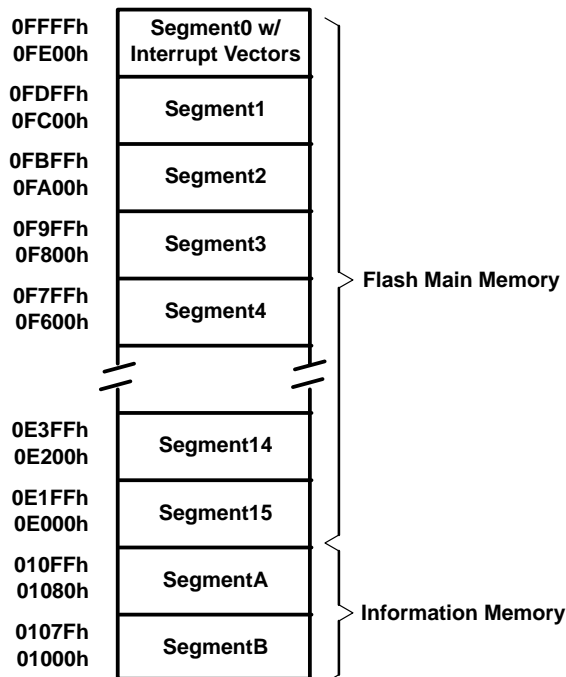 0FFFFh
0FE00h
Segment0 w/
Interrupt Vectors
0FDFFh
0FC00h
Segment1
0FBFFh
0FA00h
Segment2
0F9FFh
0F800h
Segment3
0F7FFh
0F600h
Segment4
Flash Main Memory
0E3FFh
0E200h
Segment14
0E1FFh
0E000h
Segment15
010FFh
01080h
SegmentA
0107Fh
01000h
SegmentB
Information Memory